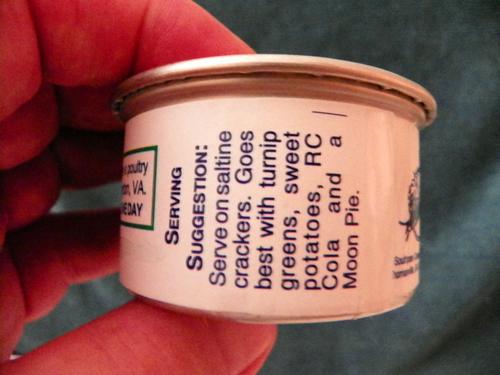 poultry
VA.
DAY
SERVING
SUGGESTION:
Serve on saltine
crackers. Goes
best with turnip
greens, sweet
potatoes, RC
Cola and a
Moon Pie.